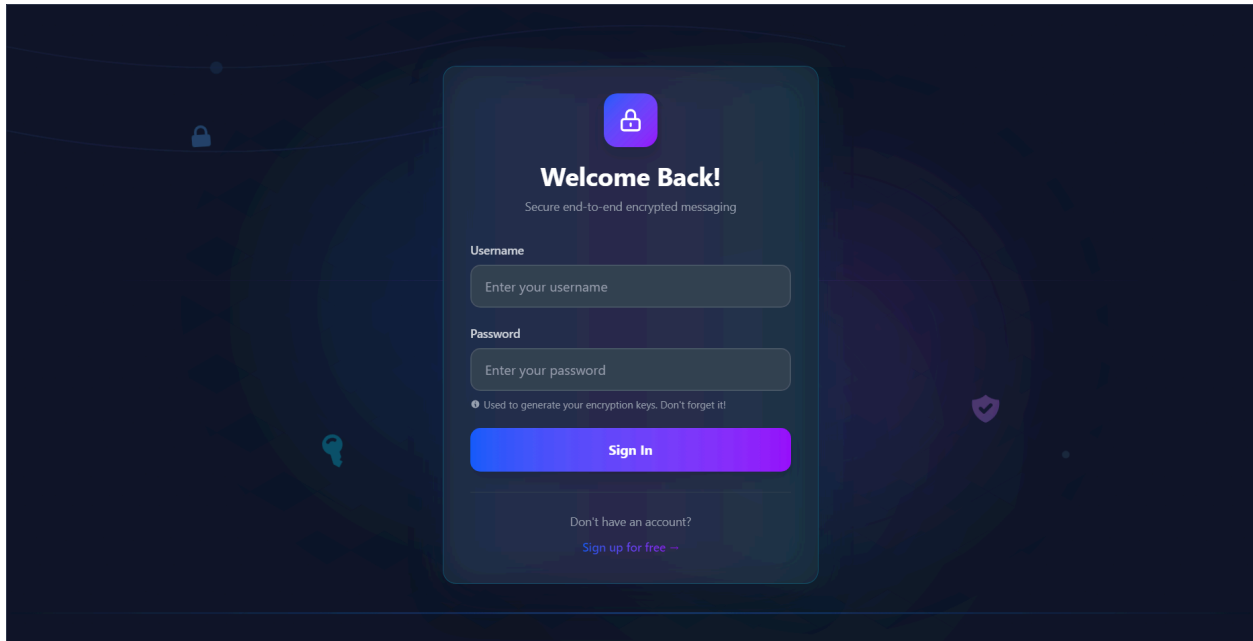 Welcome Back!
Secure end-to-end encrypted messaging
Username
Enter your username
Password
Enter your password
Used to generate your encryption keys. Don't forget it!
Sign In
Don't have an account?
Sign up for free →